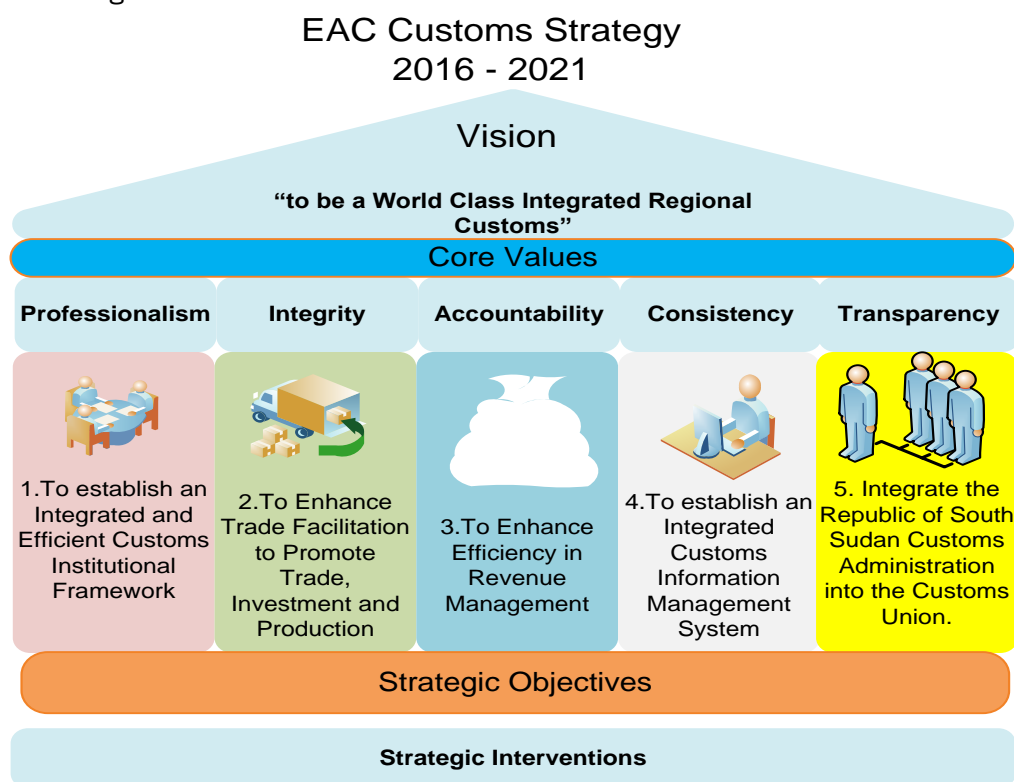 EAC Customs Strategy
2016 - 2021
Vision
“to be a World Class Integrated Regional
Customs”
Core Values
Professionalism
Integrity
Accountability
Consistency
Transparency
1.To establish an
Integrated and
Efficient Customs
Institutional
Framework
2.To Enhance
Trade Facilitation
to Promote
Trade,
Investment and
Production
3.To Enhance
Efficiency in
Revenue
Management
4.To establish an
Integrated
Customs
Information
Management
System
5. Integrate the
Republic of South
Sudan Customs
Administration
into the Customs
Union.
Strategic Objectives
Strategic Interventions